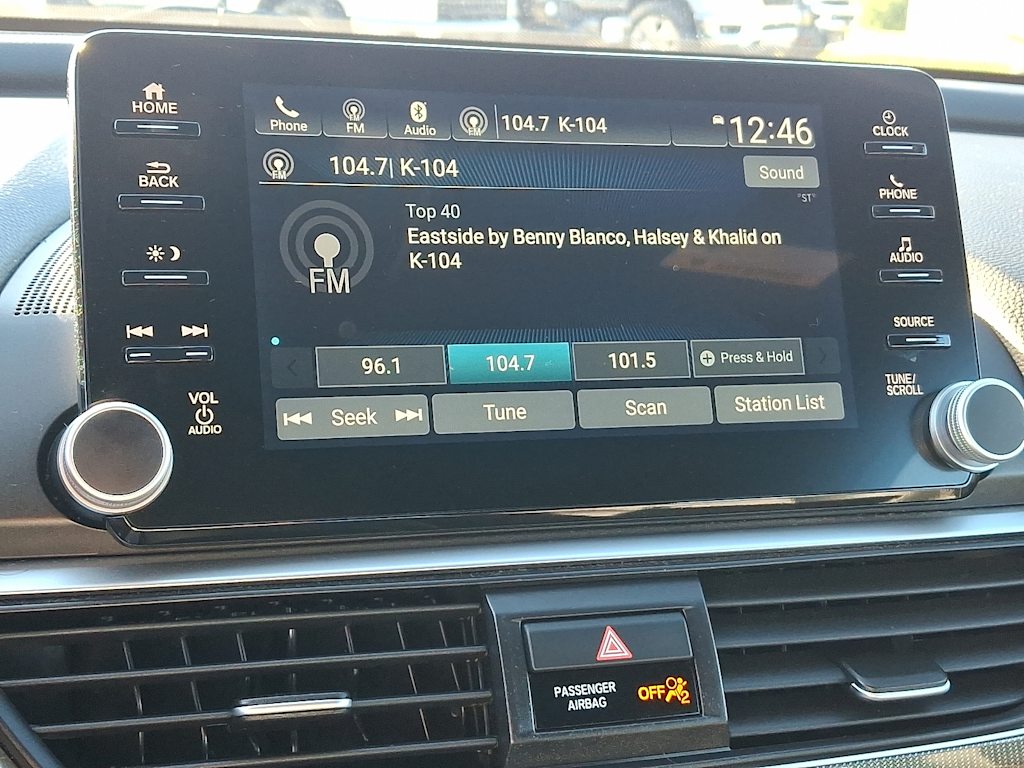 HOME
BACK
VOL
AUDIO
Phone
FM
FM
Audio
FM
104.7 K-104
12:46
FM
104.7| K-104
Sound
"ST"
Top 40
Eastside by Benny Blanco, Halsey & Khalid on
K-104
FM
96.1
104.7
101.5
Press & Hold
Seek
Tune
Scan
Station List
CLOCK
PHONE
AUDIO
SOURCE
TUNE/
SCROLL
PASSENGER
AIRBAG
OFF
2